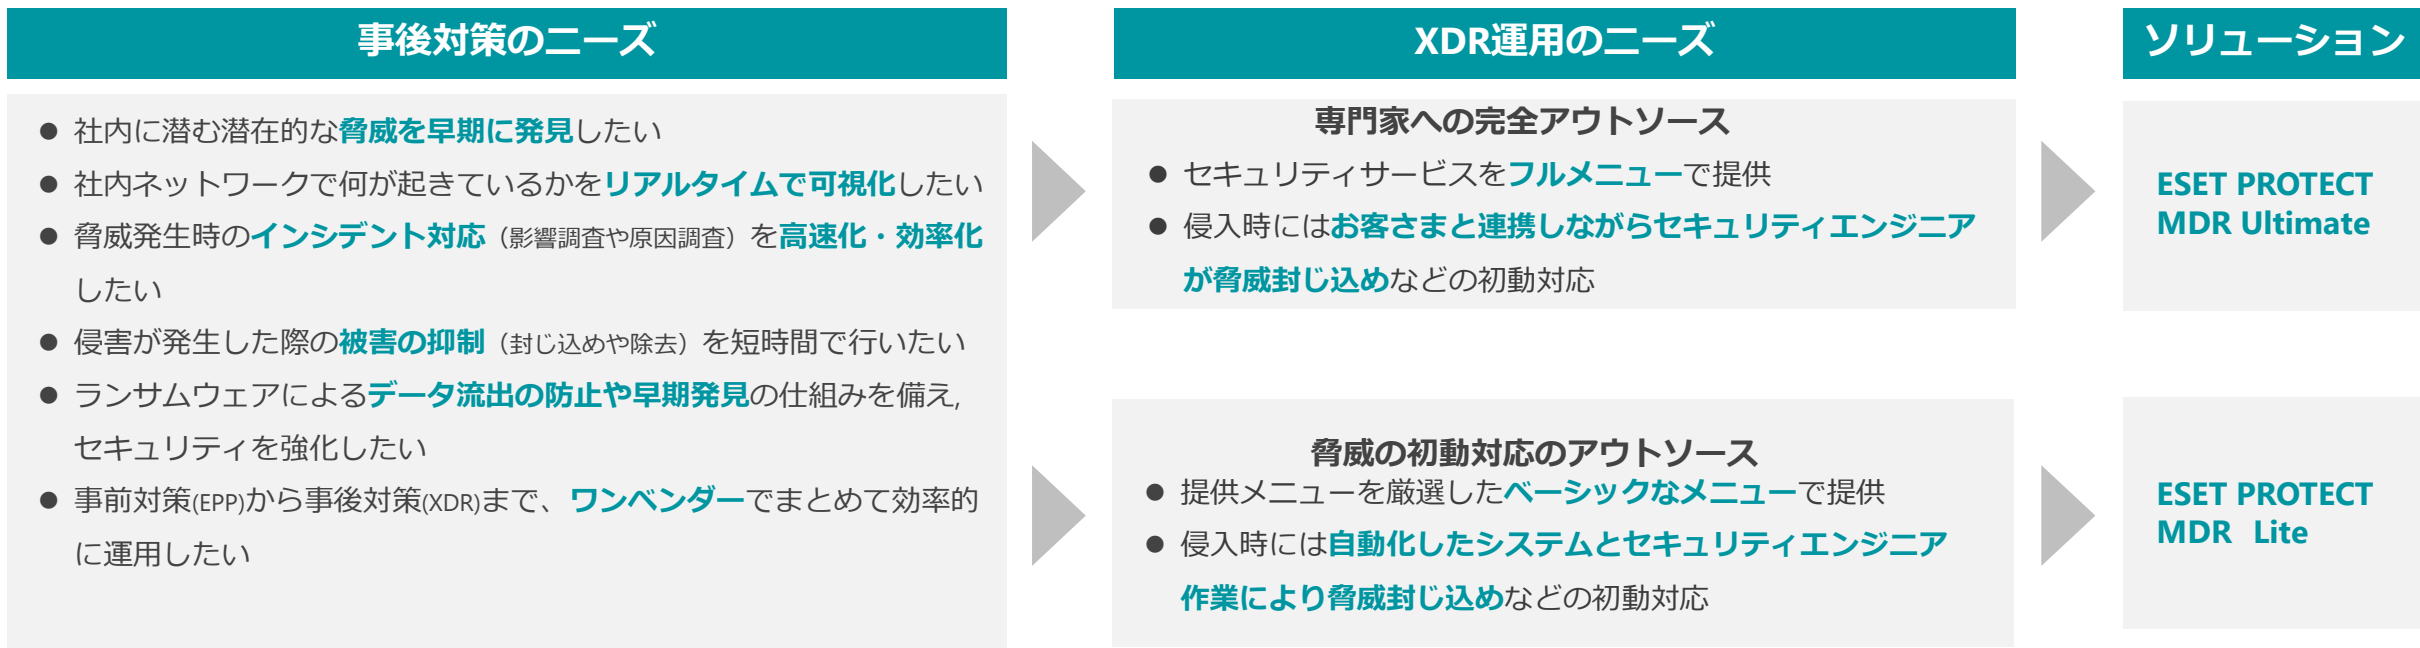 事後対策のニーズ
● 社内に潜む潜在的な脅威を早期に発見したい
● 社内ネットワークで何が起きているかをリアルタイムで可視化したい
● 脅威発生時のインシデント対応（影響調査や原因調査）を高速化・効率化
したい
● 侵害が発生した際の被害の抑制（封じ込めや除去）を短時間で行いたい
● ランサムウェアによるデータ流出の防止や早期発見の仕組みを備え,
セキュリティを強化したい
● 事前対策(EPP)から事後対策(XDR)まで、ワンベンダーでまとめて効率的
に運用したい
XDR運用のニーズ
専門家への完全アウトソース
● セキュリティサービスをフルメニューで提供
● 侵入時にはお客さまと連携しながらセキュリティエンジニア
が脅威封じ込めなどの初動対応
脅威の初動対応のアウトソース
● 提供メニューを厳選したベーシックなメニューで提供
● 侵入時には自動化したシステムとセキュリティエンジニア
作業により脅威封じ込めなどの初動対応
ソリューション
ESET PROTECT
MDR Ultimate
ESET PROTECT
MDR Lite